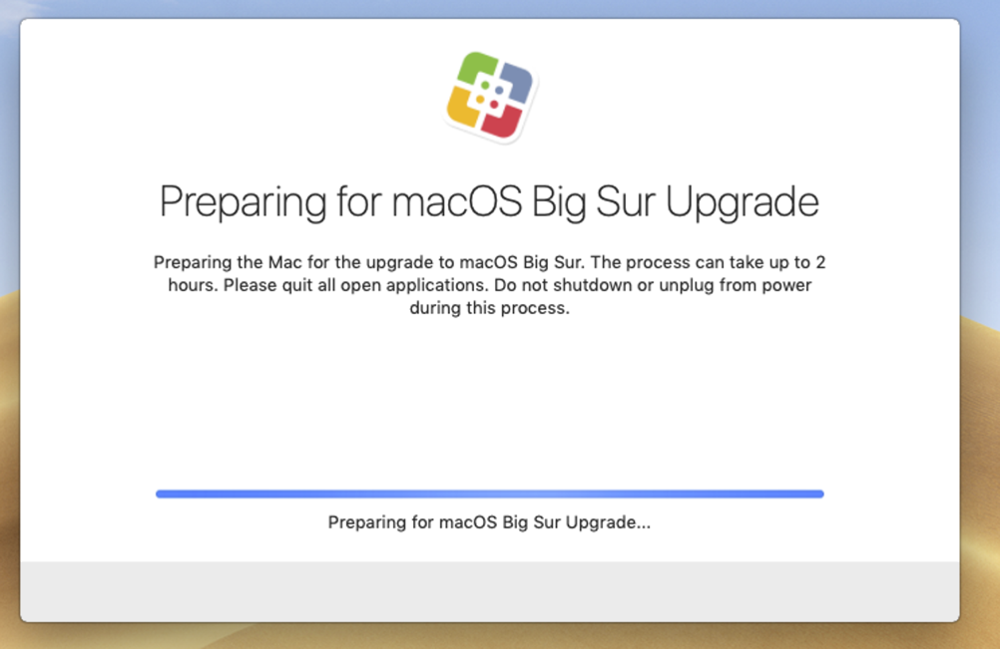 Preparing for macOS Big Sur Upgrade
Preparing the Mac for the upgrade to macOS Big Sur. The process can take up to 2
hours. Please quit all open applications. Do not shutdown or unplug from power
during this process.
Preparing for macOS Big Sur Upgrade...